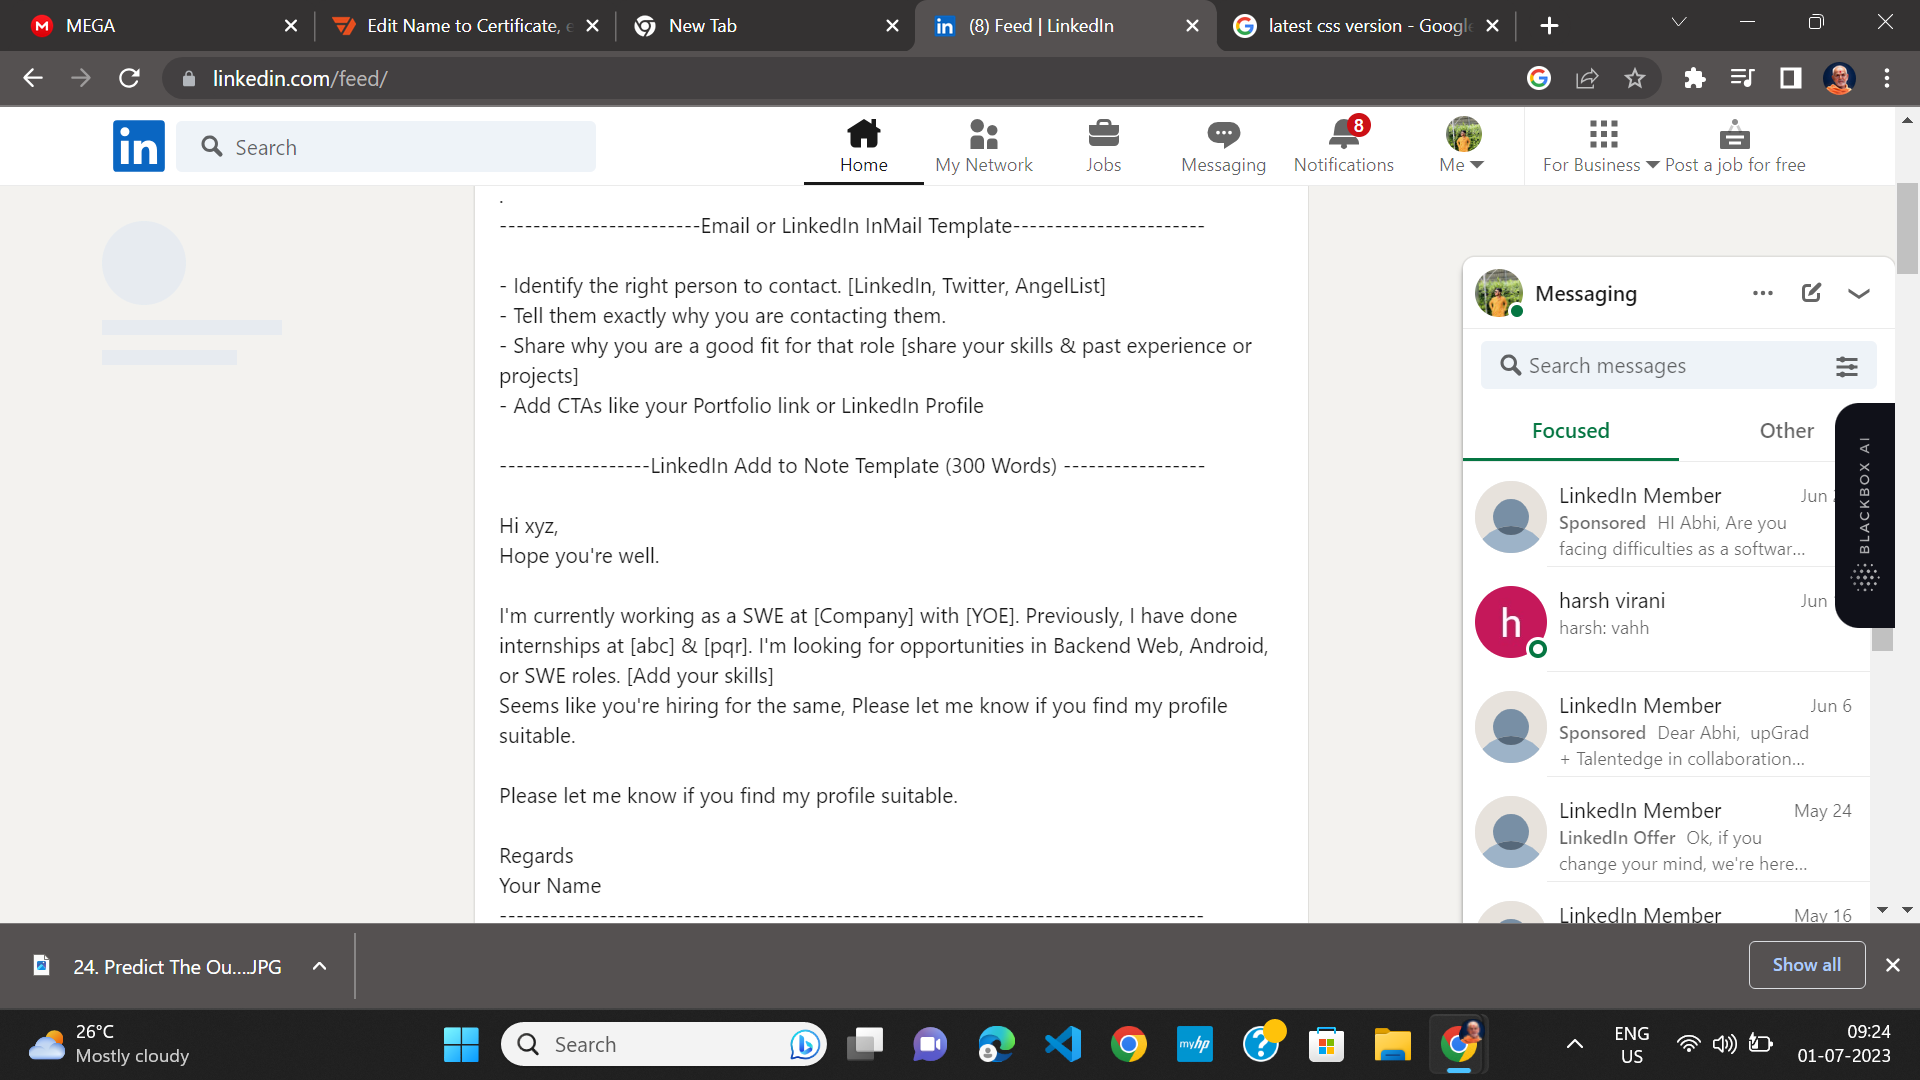 MEGA
Edit Name to Certificate, e
New Tab
(8) Feed | LinkedIn
latest css version - Google
linkedin.com/feed/
in
Search
Home
My Network
Jobs
Messaging
8
Notifications
Me
For Business
Post a job for free
.
------------------------Email or LinkedIn InMail Template-----------------------
- Identify the right person to contact. [LinkedIn, Twitter, AngelList]
- Tell them exactly why you are contacting them.
- Share why you are a good fit for that role [share your skills & past experience or
projects]
- Add CTAs like your Portfolio link or LinkedIn Profile
------------------LinkedIn Add to Note Template (300 Words) -----------------
Hi xyz,
Hope you're well.
I'm currently working as a SWE at [Company] with [YOE]. Previously, I have done
internships at [abc] & [pqr]. I'm looking for opportunities in Backend Web, Android,
or SWE roles. [Add your skills]
Seems like you're hiring for the same, Please let me know if you find my profile
suitable.
Please let me know if you find my profile suitable.
Regards
Your Name
------------------------------------------------------------------------------------
Messaging
Search messages
Focused
Other
BLACKBOX AI
LinkedIn Member
Jun
Sponsored HI Abhi, Are you
facing difficulties as a softwar...
h
harsh virani
Jun
harsh: vahh
LinkedIn Member
Jun 6
Sponsored Dear Abhi, upGrad
+ Talentedge in collaboration...
LinkedIn Member
May 24
LinkedIn Offer Ok, if you
change your mind, we're here...
LinkedIn Member
May 16
24. Predict The Ou....JPG
Show all
26°C
Mostly cloudy
Search
myhp
ENG
US
09:24
01-07-2023